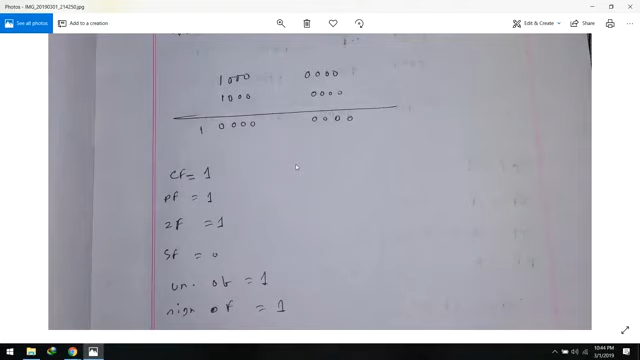 Photos - IMG_20190301_214250.jpg
See all photos
Add to a creation
Edit & Create
Share
1000 0000
1000 0000
1 0000 0000
CF = 1
PF = 1
ZF = 1
SF = 0
un. of = 1
sign of = 1
10:44 PM
3/1/2019